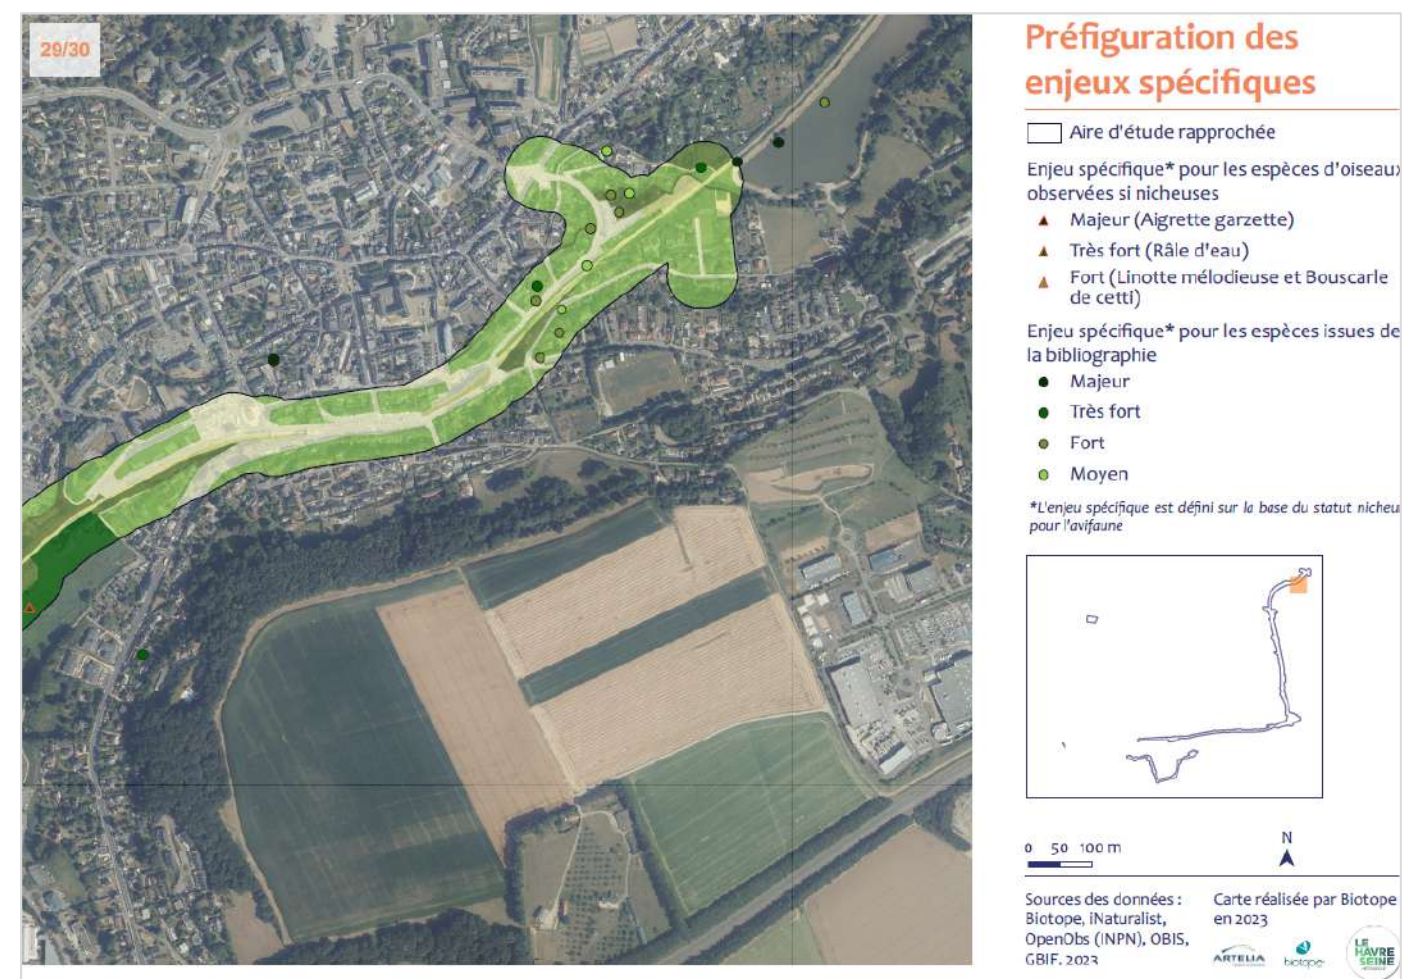 29/30
Préfiguration des
enjeux spécifiques
Aire d'étude rapprochée
Enjeu spécifique* pour les espèces d'oiseaux
observées si nicheuses
Majeur (Aigrette garzette)
Très fort (Râle d'eau)
Fort (Linotte mélodieuse et Bouscarle
de cetti)
Enjeu spécifique* pour les espèces issues de
la bibliographie
Majeur
Très fort
Fort
Moyen
*L'enjeu spécifique est défini sur la base du statut nicheu
pour l'avifaune
N
0 50 100 m
Sources des données :
Biotope, iNaturalist,
OpenObs (INPN), OBIS,
GBIF. 2023
Carte réalisée par Biotope
en 2023
ARTELIA
biotope
LE
HAVRE
SEINE